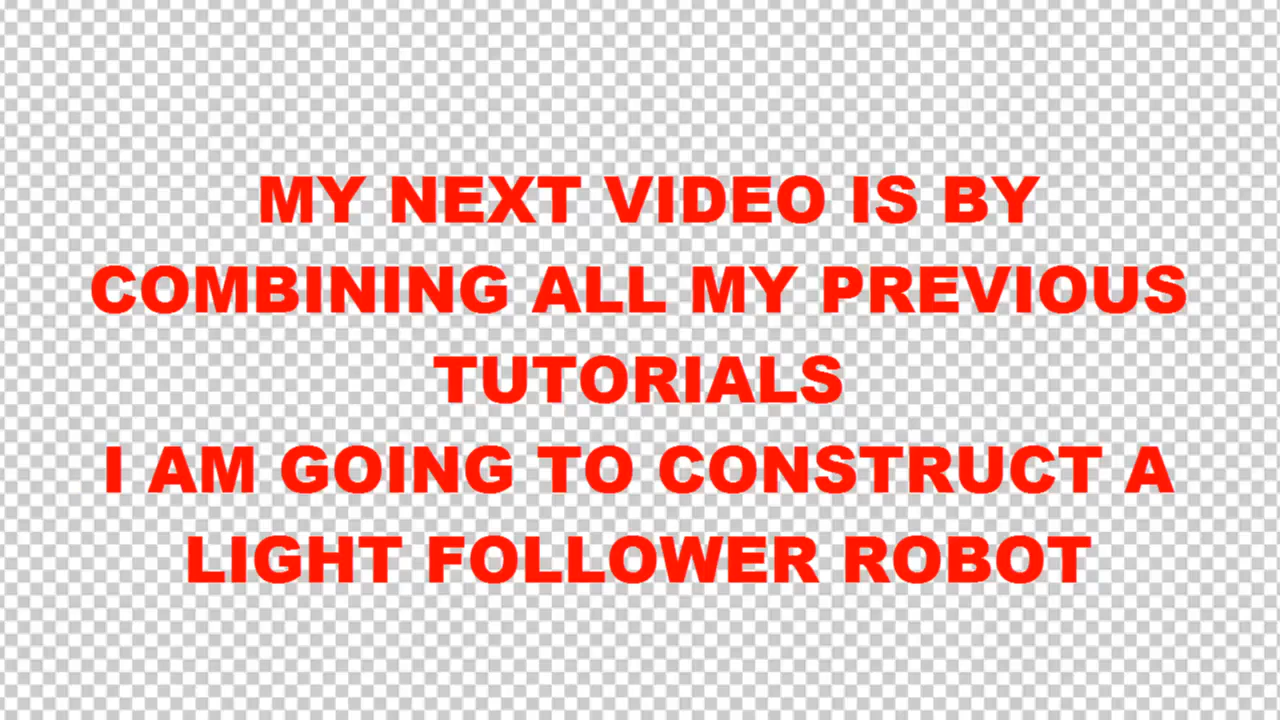 MY NEXT VIDEO IS BY
COMBINING ALL MY PREVIOUS
TUTORIALS
I AM GOING TO CONSTRUCT A
LIGHT FOLLOWER ROBOT